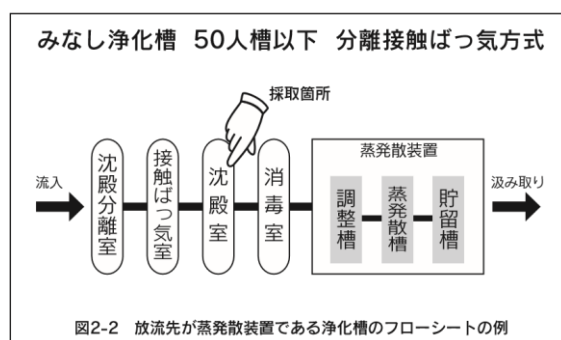 みなし浄化槽 50人槽以下 分離接触ばっ気方式
採取箇所
流入
沈殿分離室
接触ばっ気室
沈殿室
消毒室
蒸発散装置
調整槽
蒸発散槽
貯留槽
汲み取り
図2-2 放流先が蒸発散装置である浄化槽のフローシートの例